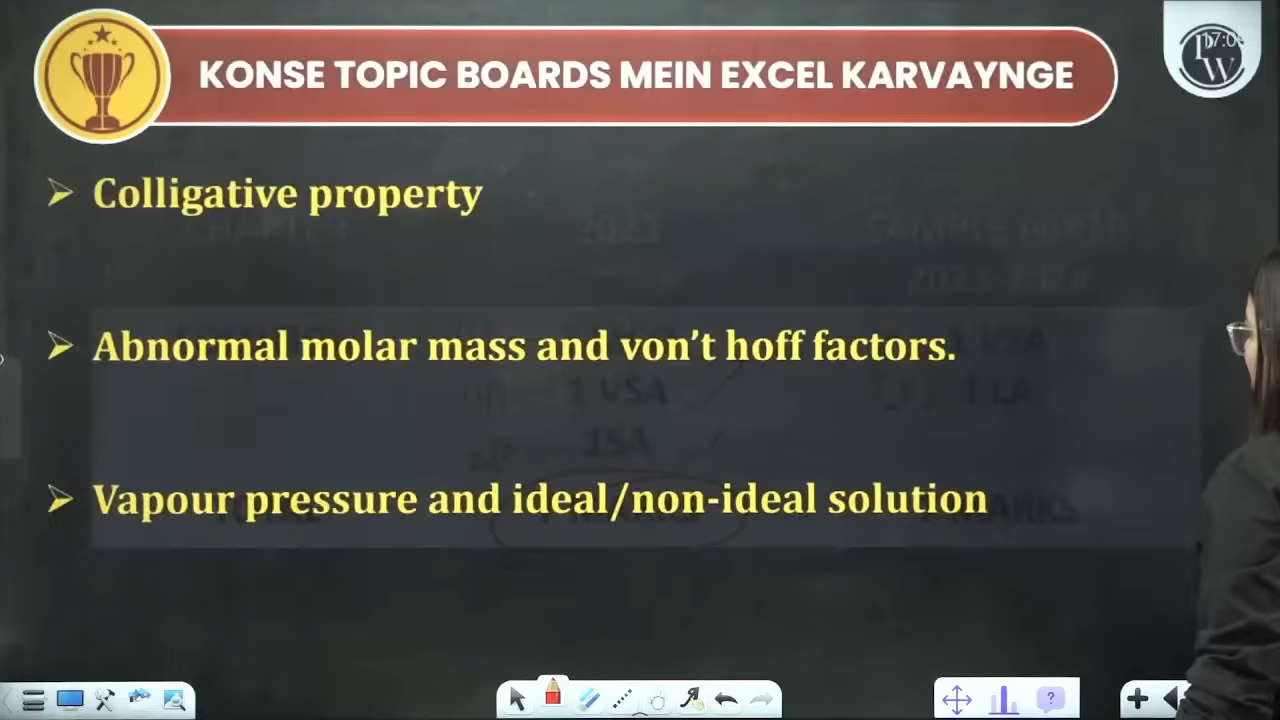 KONSE TOPIC BOARDS MEIN EXCEL KARVAYNGE
➢ Colligative property
➢ Abnormal molar mass and von't hoff factors.
➢ Vapour pressure and ideal/non-ideal solution